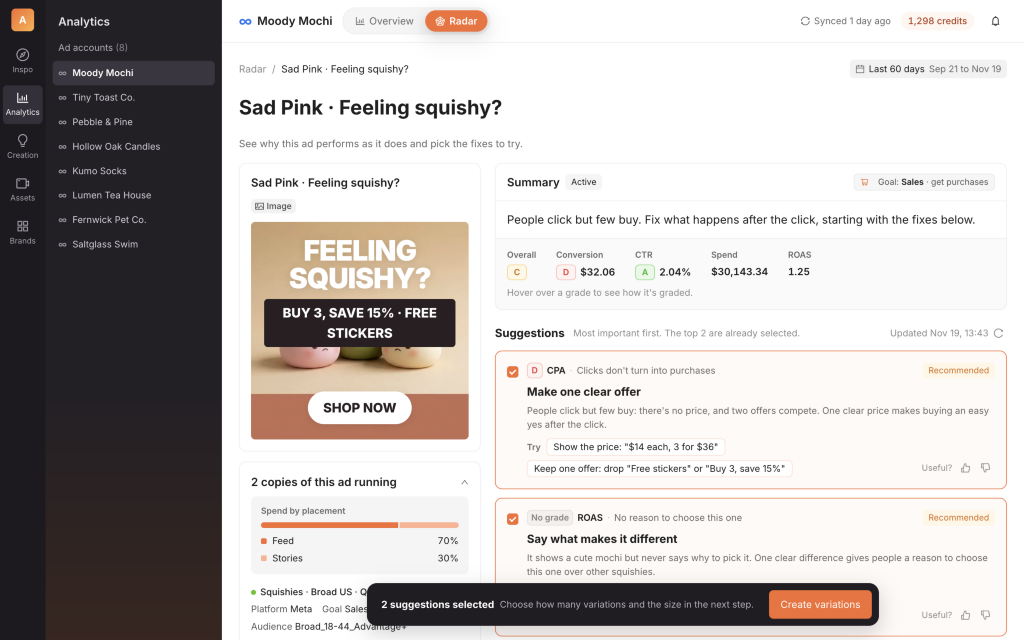 A
Inspo
Analytics
Creation
Assets
Brands
Analytics
Ad accounts (8)
Moody Mochi
Tiny Toast Co.
Pebble & Pine
Hollow Oak Candles
Kumo Socks
Lumen Tea House
Fernwick Pet Co.
Saltglass Swim
Moody Mochi
Overview
Radar
Synced 1 day ago
1,298 credits
Radar / Sad Pink · Feeling squishy?
Last 60 days Sep 21 to Nov 19
Sad Pink · Feeling squishy?
See why this ad performs as it does and pick the fixes to try.
Sad Pink · Feeling squishy?
Image
FEELING
SQUISHY?
BUY 3, SAVE 15% · FREE
STICKERS
SHOP NOW
2 copies of this ad running
Spend by placement
Feed 70%
Stories 30%
Squishies · Broad US · Q
Platform Meta Goal Sales
Audience Broad_18-44_Advantage+
Summary Active
Goal: Sales · get purchases
People click but few buy. Fix what happens after the click, starting with the fixes below.
Overall Conversion CTR Spend ROAS
C D $32.06 A 2.04% $30,143.34 1.25
Hover over a grade to see how it's graded.
Suggestions Most important first. The top 2 are already selected. Updated Nov 19, 13:43
D CPA · Clicks don't turn into purchases Recommended
Make one clear offer
People click but few buy: there's no price, and two offers compete. One clear price makes buying an easy
yes after the click.
Try Show the price: "$14 each, 3 for $36"
Keep one offer: drop "Free stickers" or "Buy 3, save 15%"
Useful?
No grade ROAS · No reason to choose this one Recommended
Say what makes it different
It shows a cute mochi but never says why to pick it. One clear difference gives people a reason to choose
this one over other squishies.
Useful?
2 suggestions selected Choose how many variations and the size in the next step. Create variations